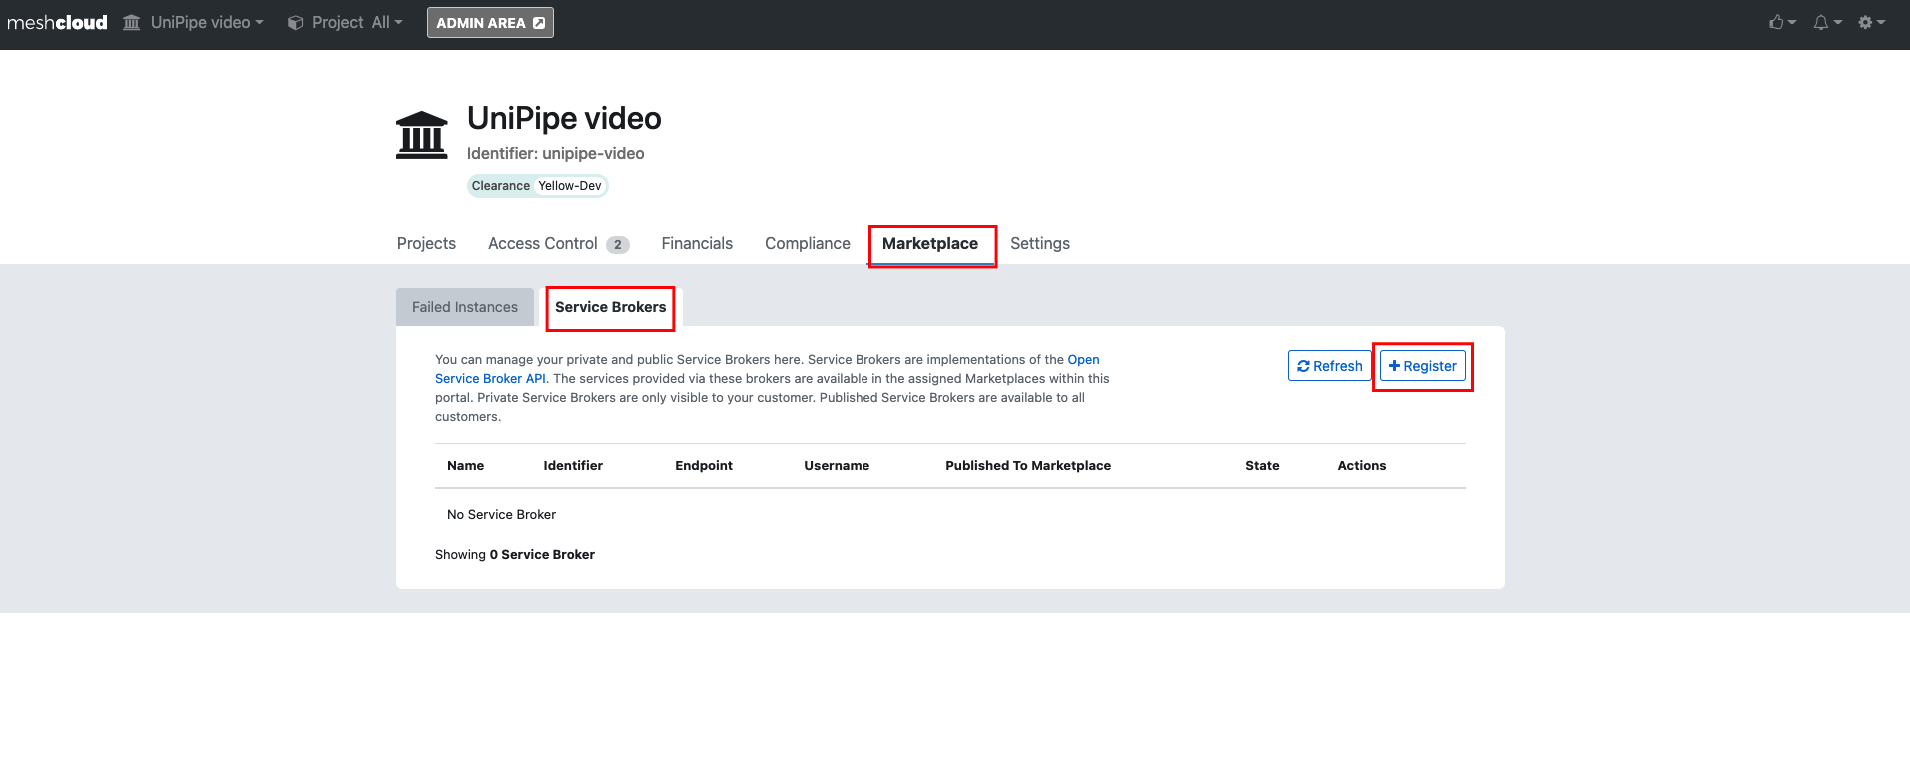 meshcloud UniPipe video Project All ADMIN AREA
UniPipe video
Identifier: unipipe-video
Clearance Yellow-Dev
Projects Access Control 2 Financials Compliance Marketplace Settings
Failed Instances Service Brokers
You can manage your private and public Service Brokers here. Service Brokers are implementations of the Open
Service Broker API. The services provided via these brokers are available in the assigned Marketplaces within this
portal. Private Service Brokers are only visible to your customer. Published Service Brokers are available to all
customers.
Refresh Register
Name Identifier Endpoint Username Published To Marketplace State Actions
No Service Broker
Showing 0 Service Broker